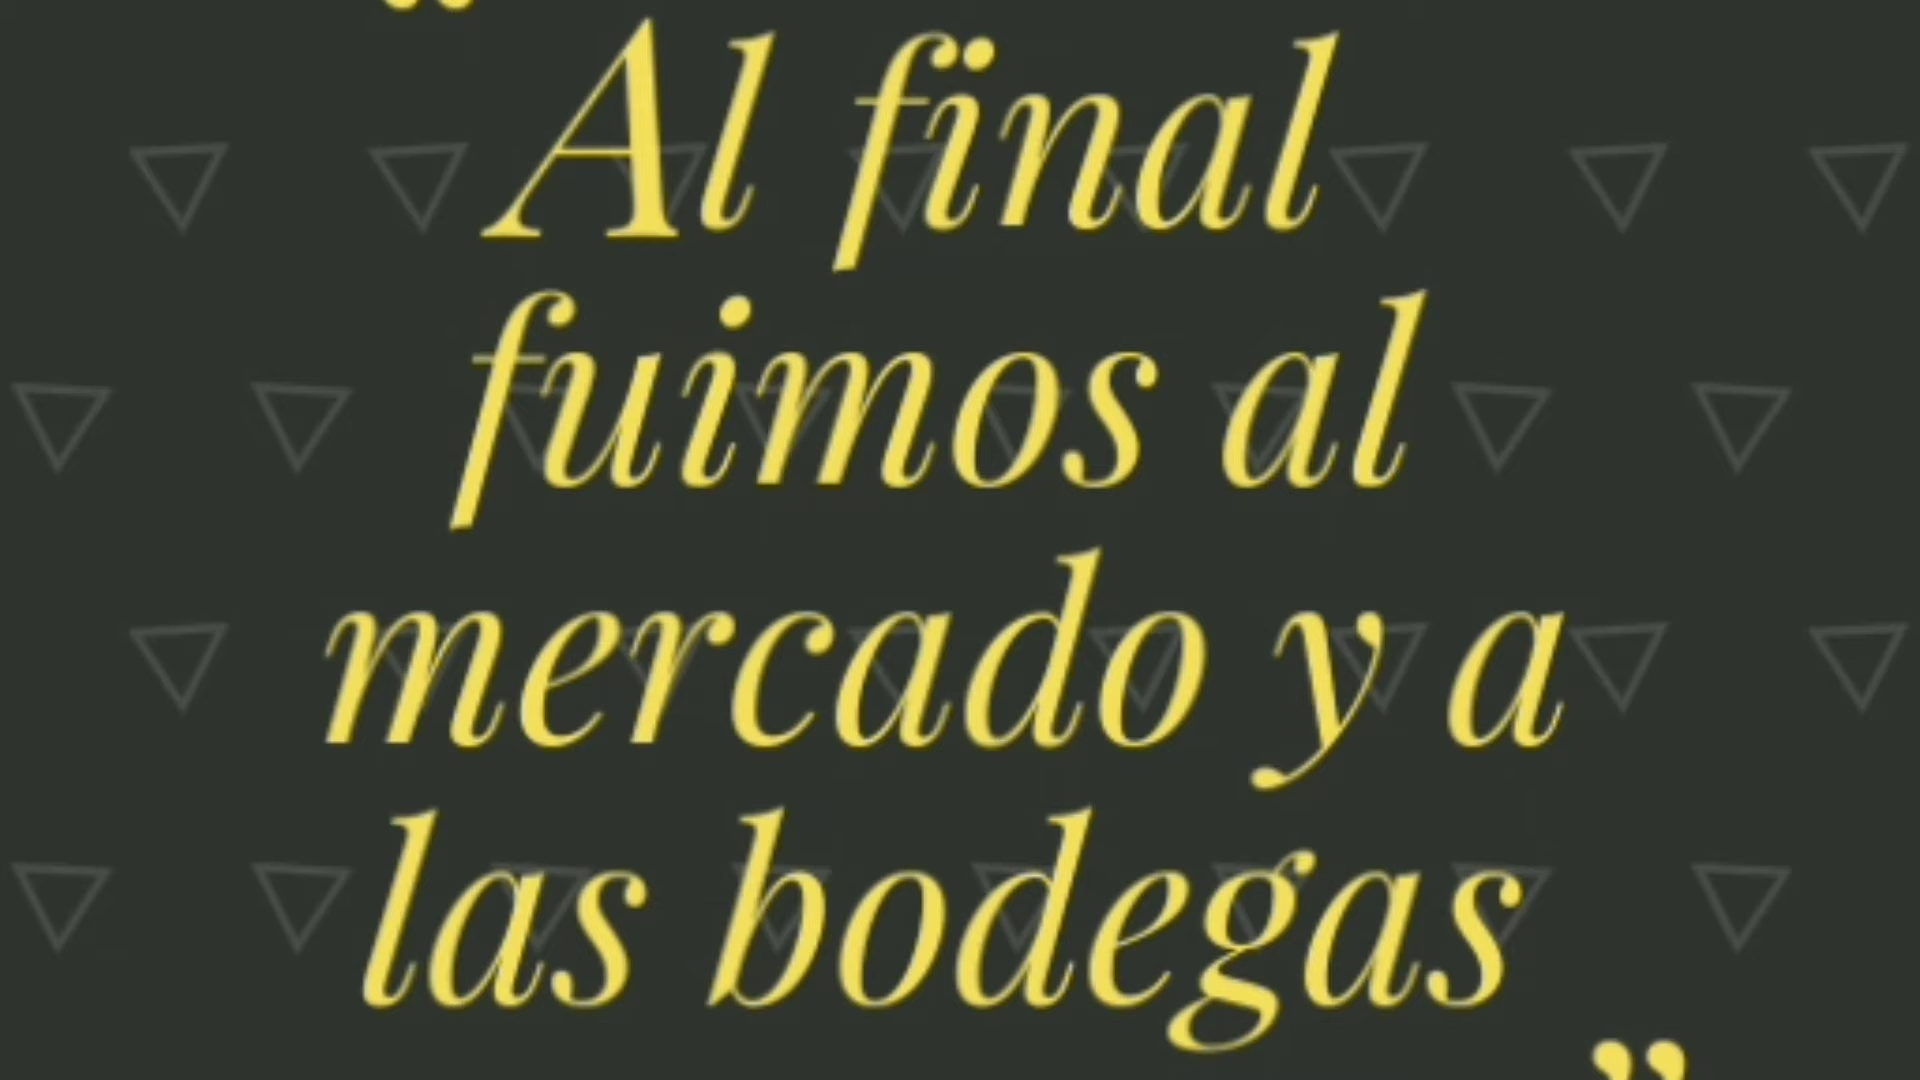 “
Al final
fuimos al
mercado y a
las bodegas
”